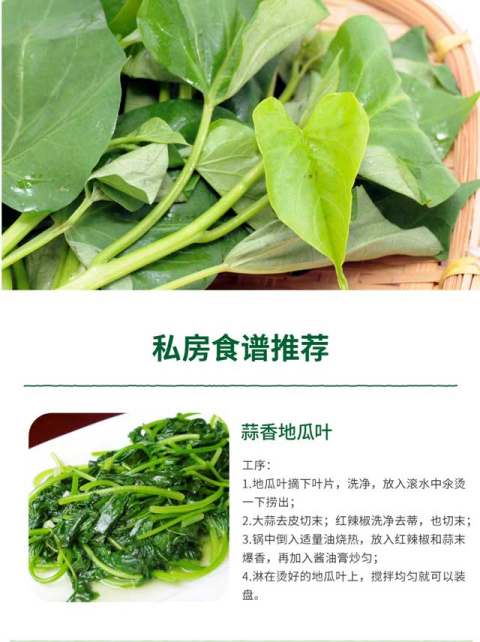 私房食谱推荐
蒜香地瓜叶
工序：
1.地瓜叶摘下叶片，洗净，放入滚水中汆烫
一下捞出；
2.大蒜去皮切末；红辣椒洗净去蒂，也切末；
3.锅中倒入适量油烧热，放入红辣椒和蒜末
爆香，再加入酱油膏炒匀；
4.淋在烫好的地瓜叶上，搅拌均匀就可以装
盘。